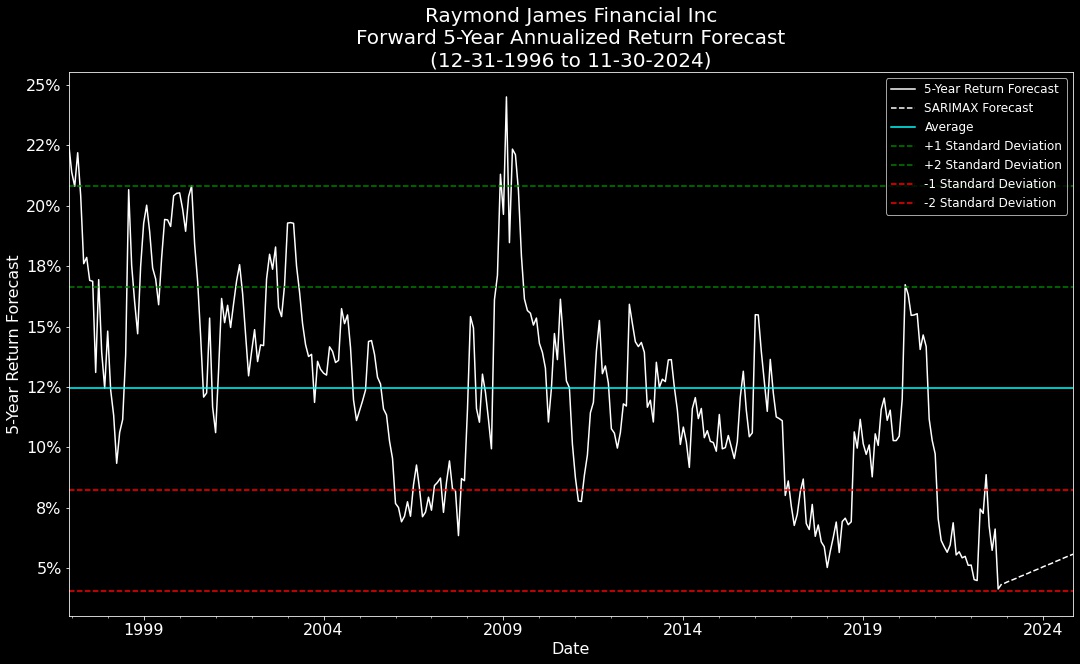 Raymond James Financial Inc
Forward 5-Year Annualized Return Forecast
(12-31-1996 to 11-30-2024)
25%
22%
20%
18%
15%
12%
10%
8%
5%
5-Year Return Forecast
5-Year Return Forecast
SARIMAX Forecast
Average
+1 Standard Deviation
+2 Standard Deviation
-1 Standard Deviation
-2 Standard Deviation
1999 2004 2009 2014 2019 2024
Date